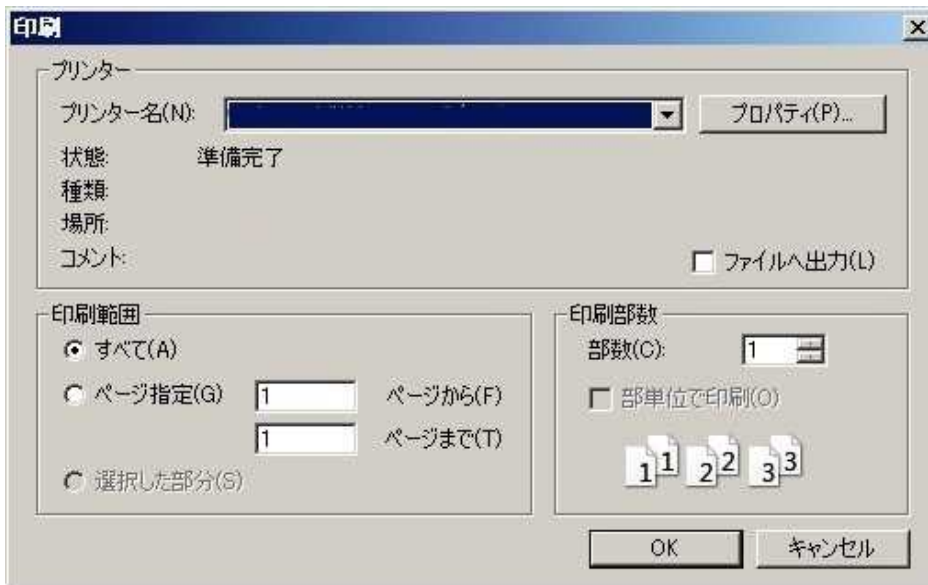 印刷
プリンター
プリンター名(N):
プロパティ(P)...
状態: 準備完了
種類:
場所:
コメント:
ファイルへ出力(L)
印刷範囲
すべて(A)
ページ指定(G) 1 ページから(F)
1 ページまで(T)
選択した部分(S)
印刷部数
部数(C): 1
部単位で印刷(O)
1 1 2 2 3 3
OK キャンセル